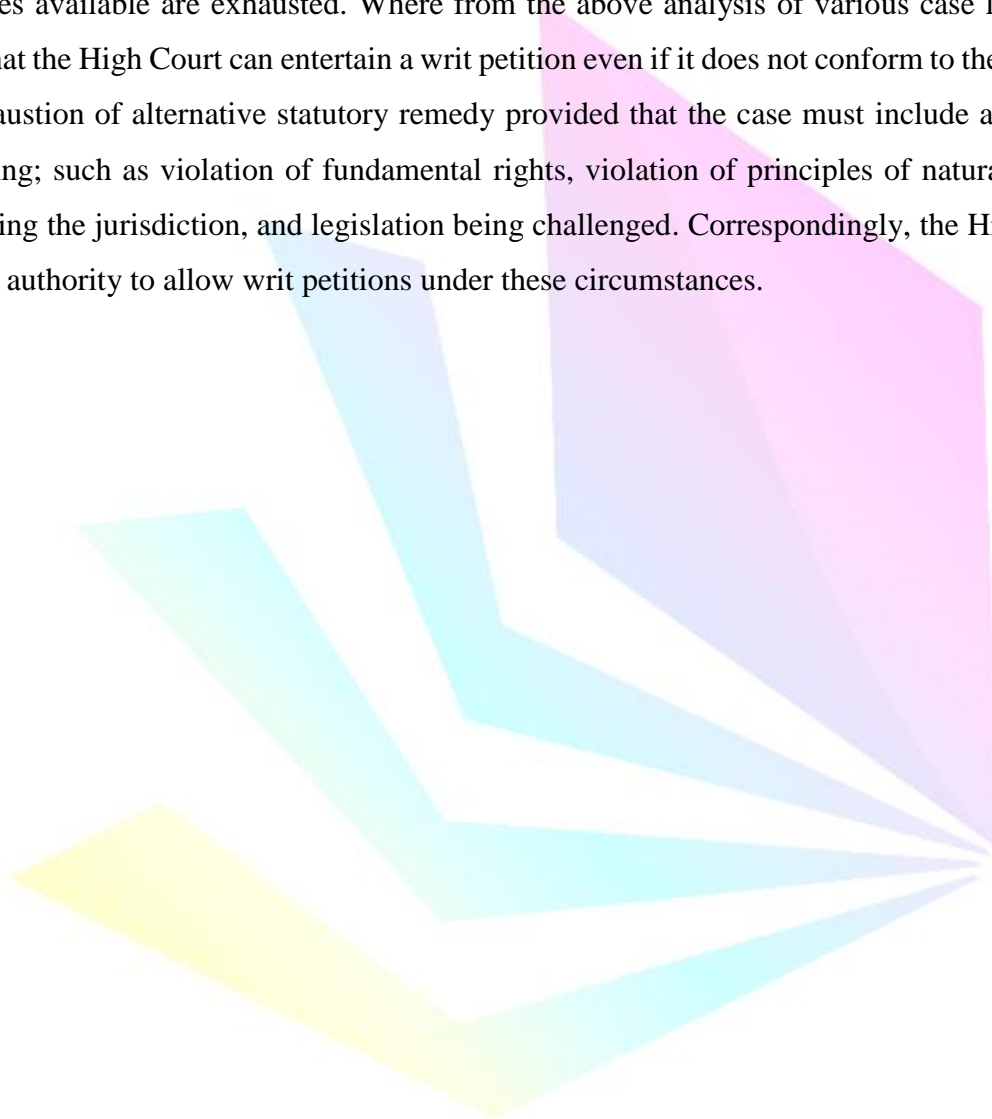 es available are exhausted. Where from the above analysis of various case l
at the High Court can entertain a writ petition even if it does not conform to the
austion of alternative statutory remedy provided that the case must include a
ng; such as violation of fundamental rights, violation of principles of natura
ing the jurisdiction, and legislation being challenged. Correspondingly, the Hi
authority to allow writ petitions under these circumstances.